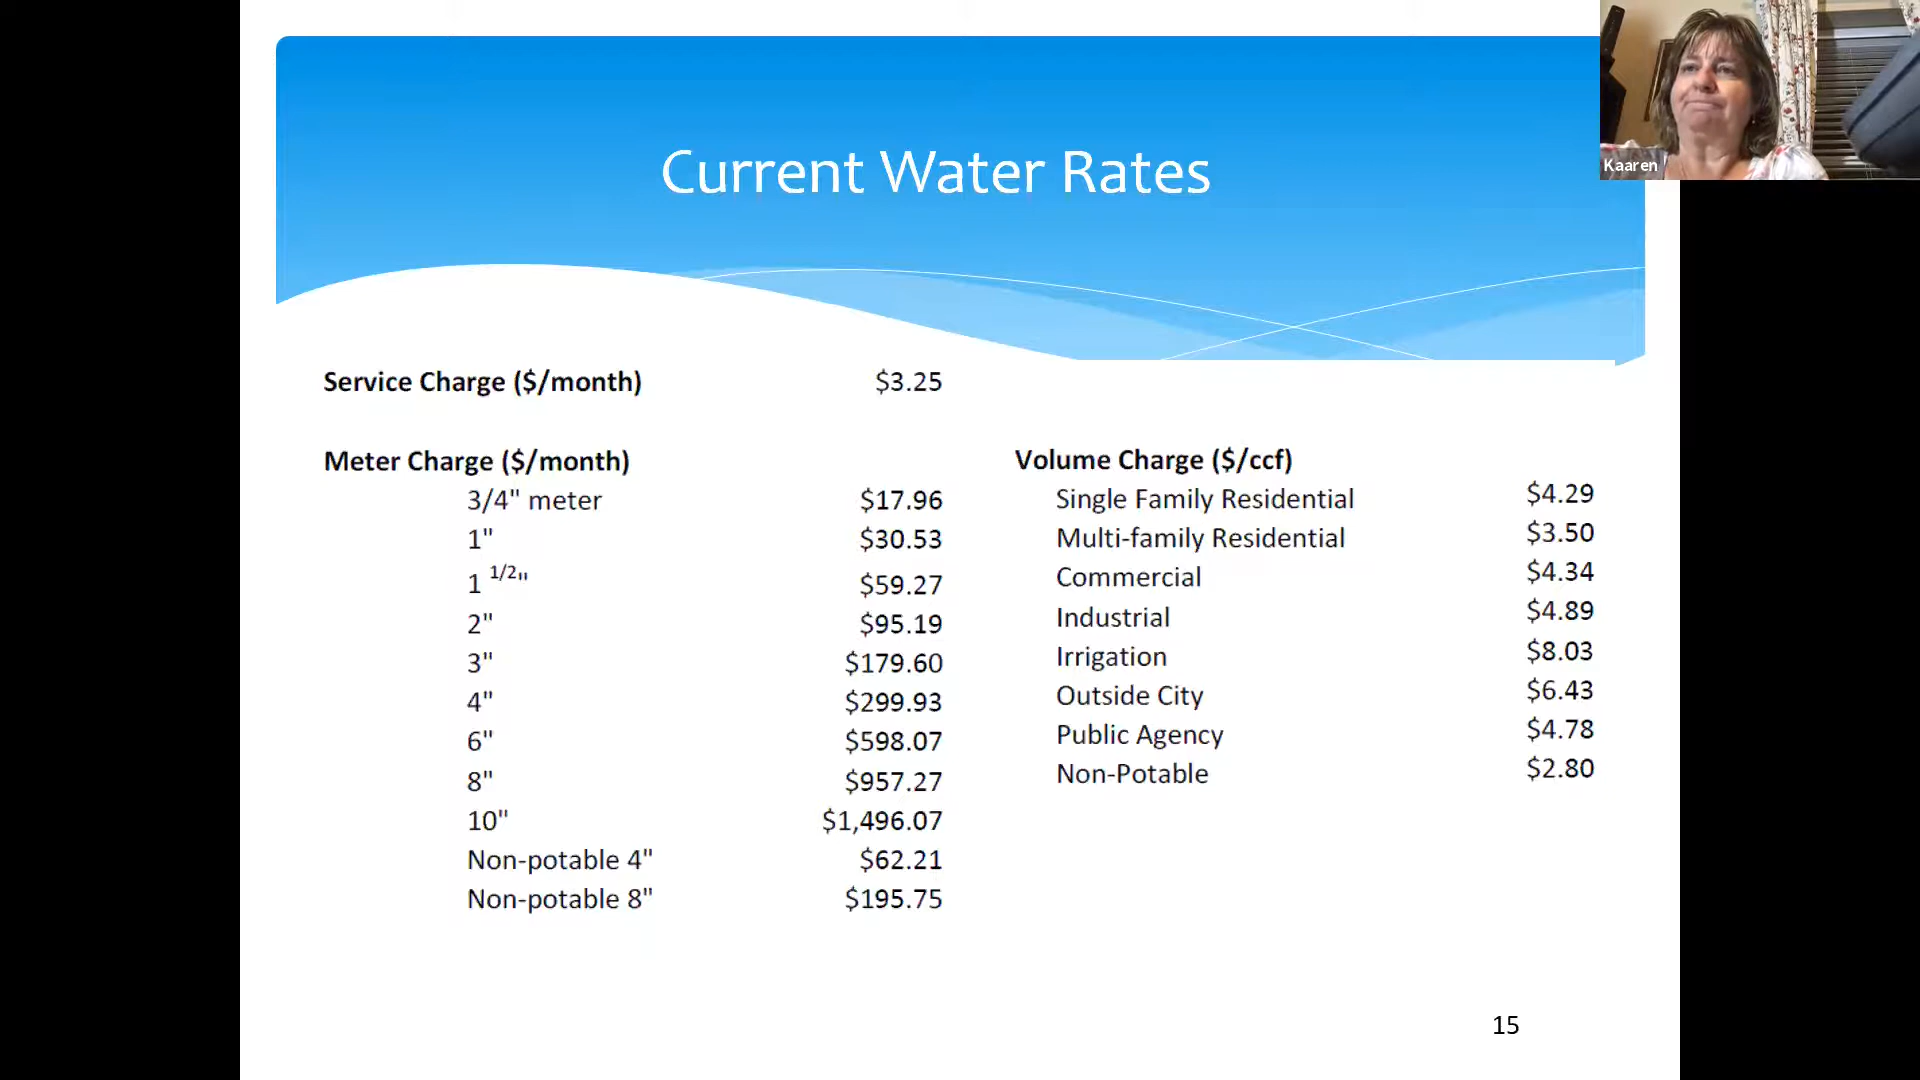 Current Water Rates
Kaaren
Service Charge ($/month) $3.25
Meter Charge ($/month)
3/4" meter $17.96
1" $30.53
1 1/2" $59.27
2" $95.19
3" $179.60
4" $299.93
6" $598.07
8" $957.27
10" $1,496.07
Non-potable 4" $62.21
Non-potable 8" $195.75
Volume Charge ($/ccf)
Single Family Residential $4.29
Multi-family Residential $3.50
Commercial $4.34
Industrial $4.89
Irrigation $8.03
Outside City $6.43
Public Agency $4.78
Non-Potable $2.80
15